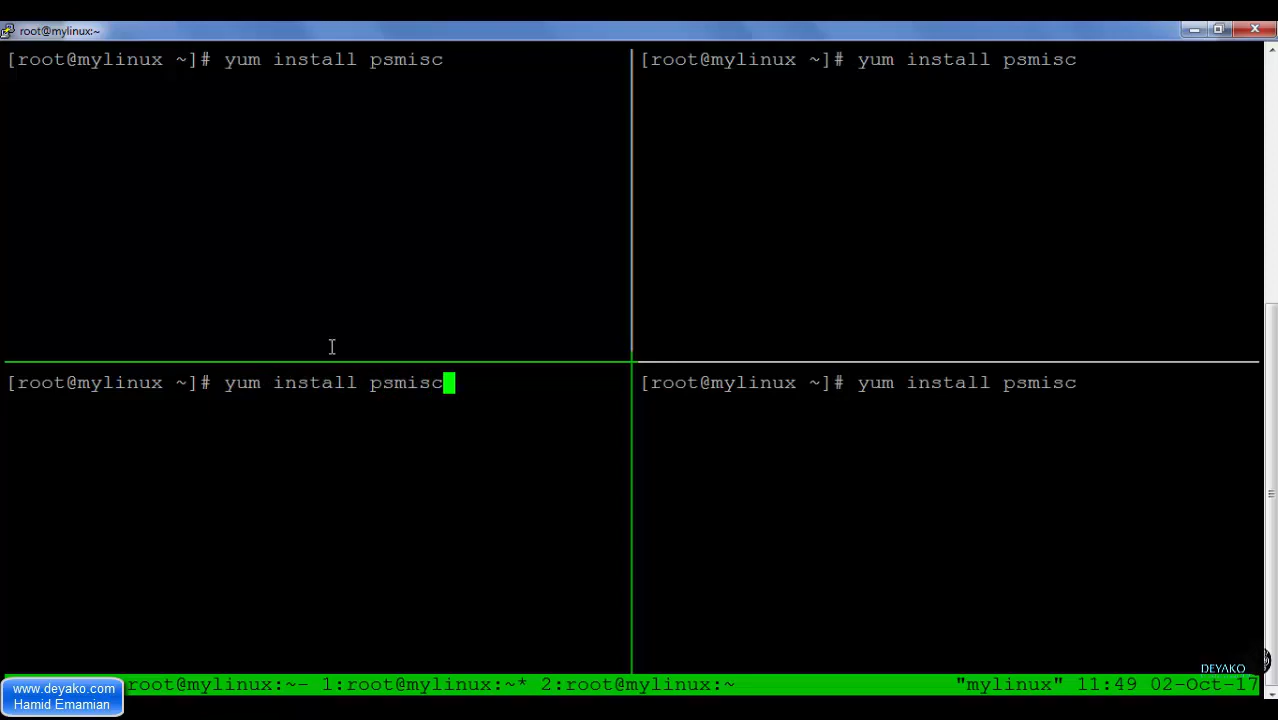 root@mylinux:~
[root@mylinux ~]# yum install psmisc
[root@mylinux ~]# yum install psmisc
[root@mylinux ~]# yum install psmisc
[root@mylinux ~]# yum install psmisc
DEYAKO
root@mylinux:~- 1:root@mylinux:~* 2:root@mylinux:~ "mylinux" 11:49 02-Oct-17
www.deyako.com
Hamid Emamian